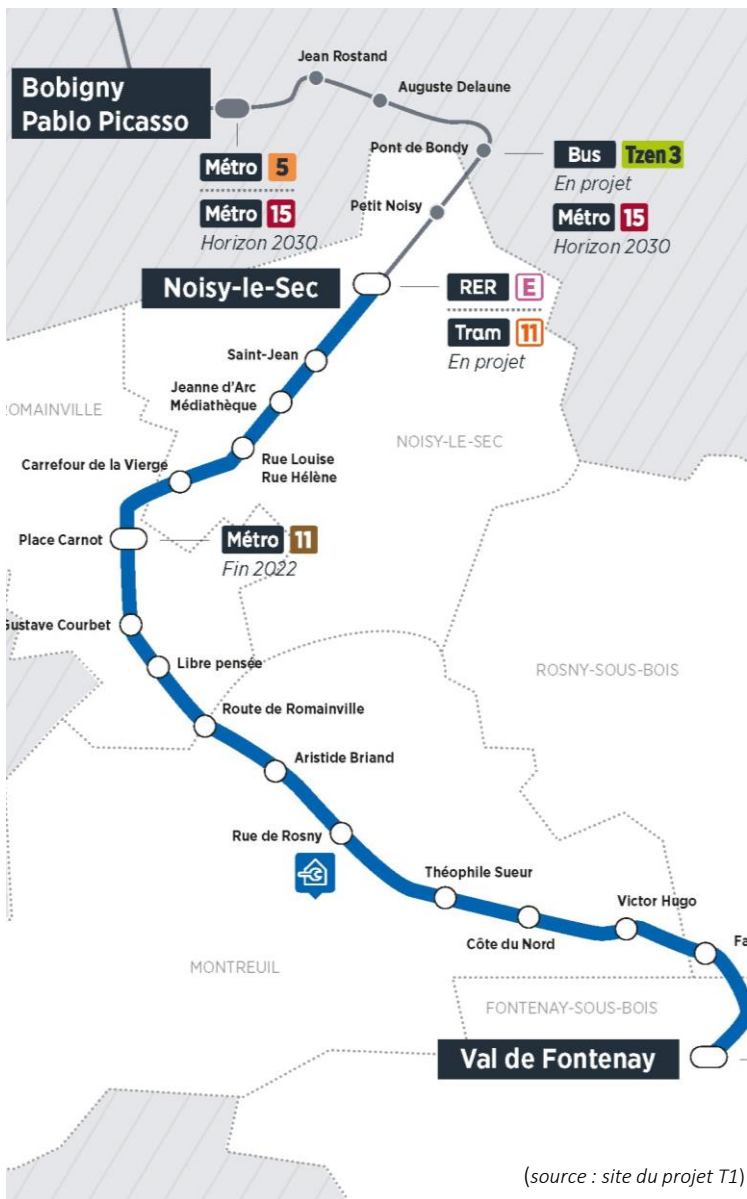 Jean Rostand
Bobigny
Pablo Picasso
Auguste Delaune
Pont de Bondy
Métro 5
Métro 15
Horizon 2030
Bus Tzen 3
En projet
Métro 15
Horizon 2030
Petit Noisy
Noisy-le-Sec
RER E
Tram 11
En projet
Saint-Jean
Jeanne d'Arc
Médiathèque
ROMAINVILLE
NOISY-LE-SEC
Carrefour de la Vierge
Rue Louise
Rue Hélène
Place Carnot
Métro 11
Fin 2022
Gustave Courbet
Libre pensée
ROSNY-SOUS-BOIS
Route de Romainville
Aristide Briand
Rue de Rosny
Théophile Sueur
Victor Hugo
Côte du Nord
Fa
MONTREUIL
FONTENAY-SOUS-BOIS
Val de Fontenay
(source : site du projet T1)